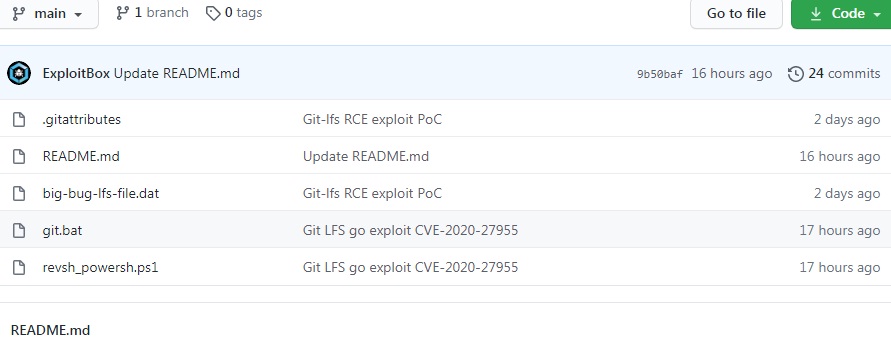 main 1 branch 0 tags Go to file Code
ExploitBox Update README.md 9b50baf 16 hours ago 24 commits
.gitattributes Git-lfs RCE exploit PoC 2 days ago
README.md Update README.md 16 hours ago
big-bug-lfs-file.dat Git-lfs RCE exploit PoC 2 days ago
git.bat Git LFS go exploit CVE-2020-27955 17 hours ago
revsh_powersh.ps1 Git LFS go exploit CVE-2020-27955 17 hours ago
README.md